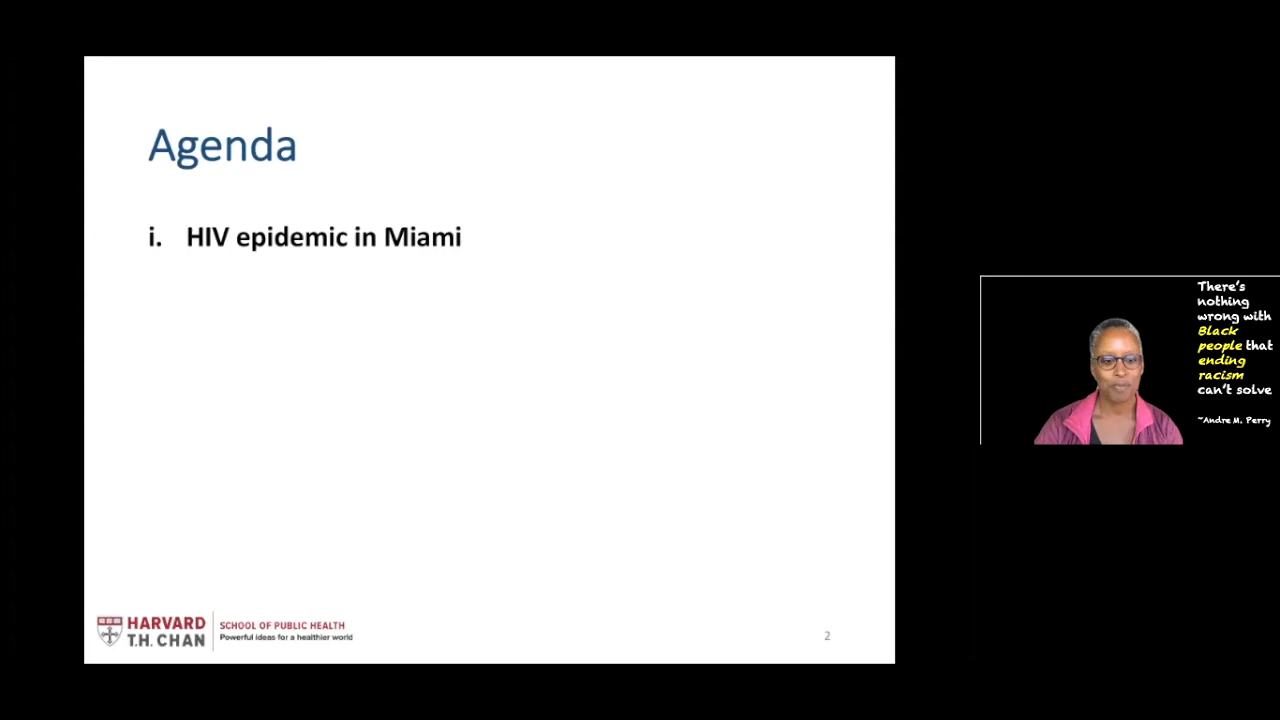 Agenda
i. HIV epidemic in Miami
HARVARD
T.H. CHAN
SCHOOL OF PUBLIC HEALTH
Powerful ideas for a healthier world
2
There's
nothing
wrong with
Black
people that
ending
racism
can't solve
~Andre M. Perry